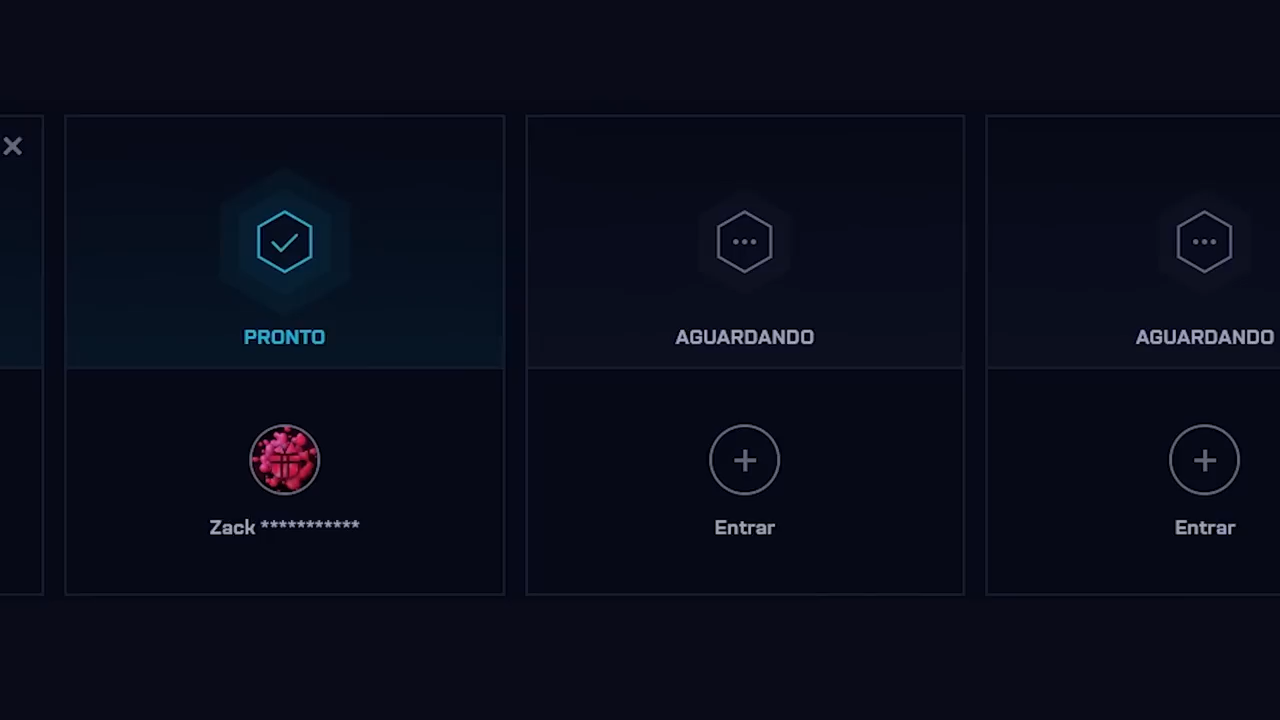 PRONTO
AGUARDANDO
AGUARDANDO
Zack ***********
Entrar
Entrar